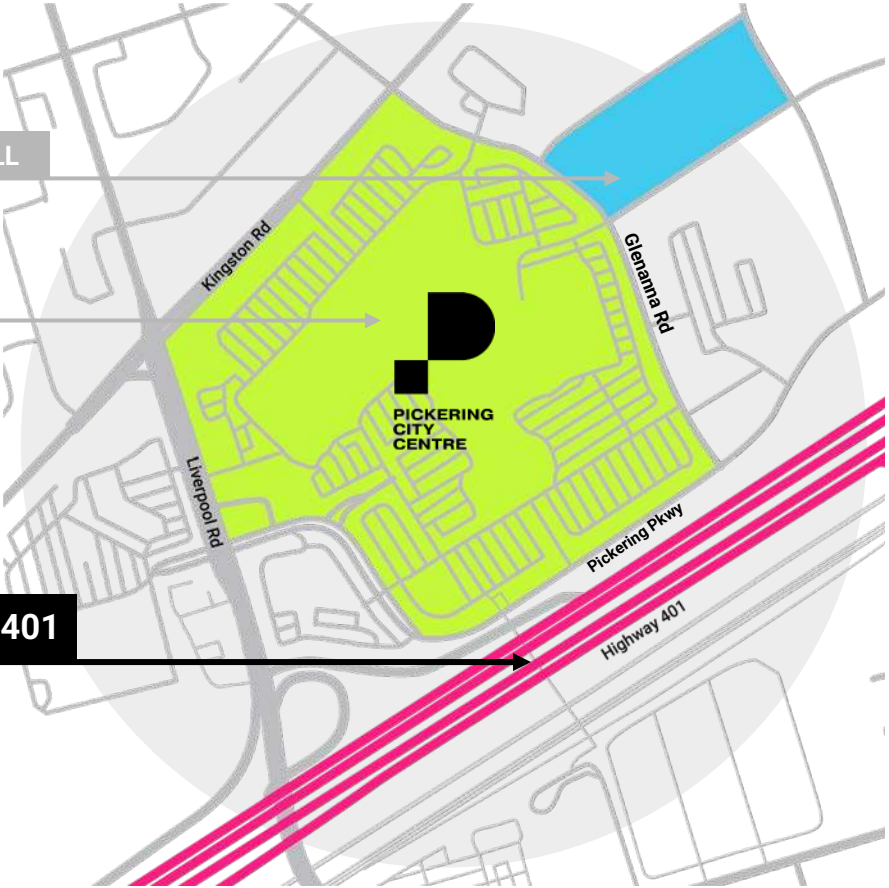 LL
Kingston Rd
Glenanna Rd
PICKERING
CITY
CENTRE
Liverpool Rd
Pickering Pkwy
401
Highway 401